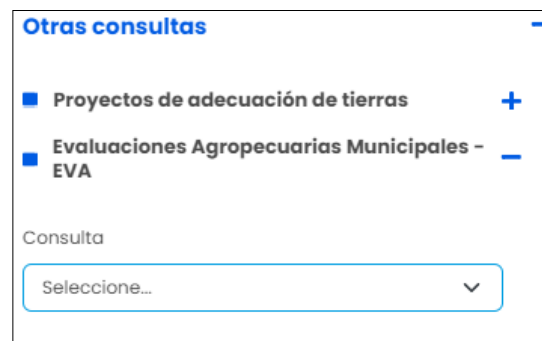 Otras consultas
Proyectos de adecuación de tierras
Evaluaciones Agropecuarias Municipales -
EVA
Consulta
Seleccione...